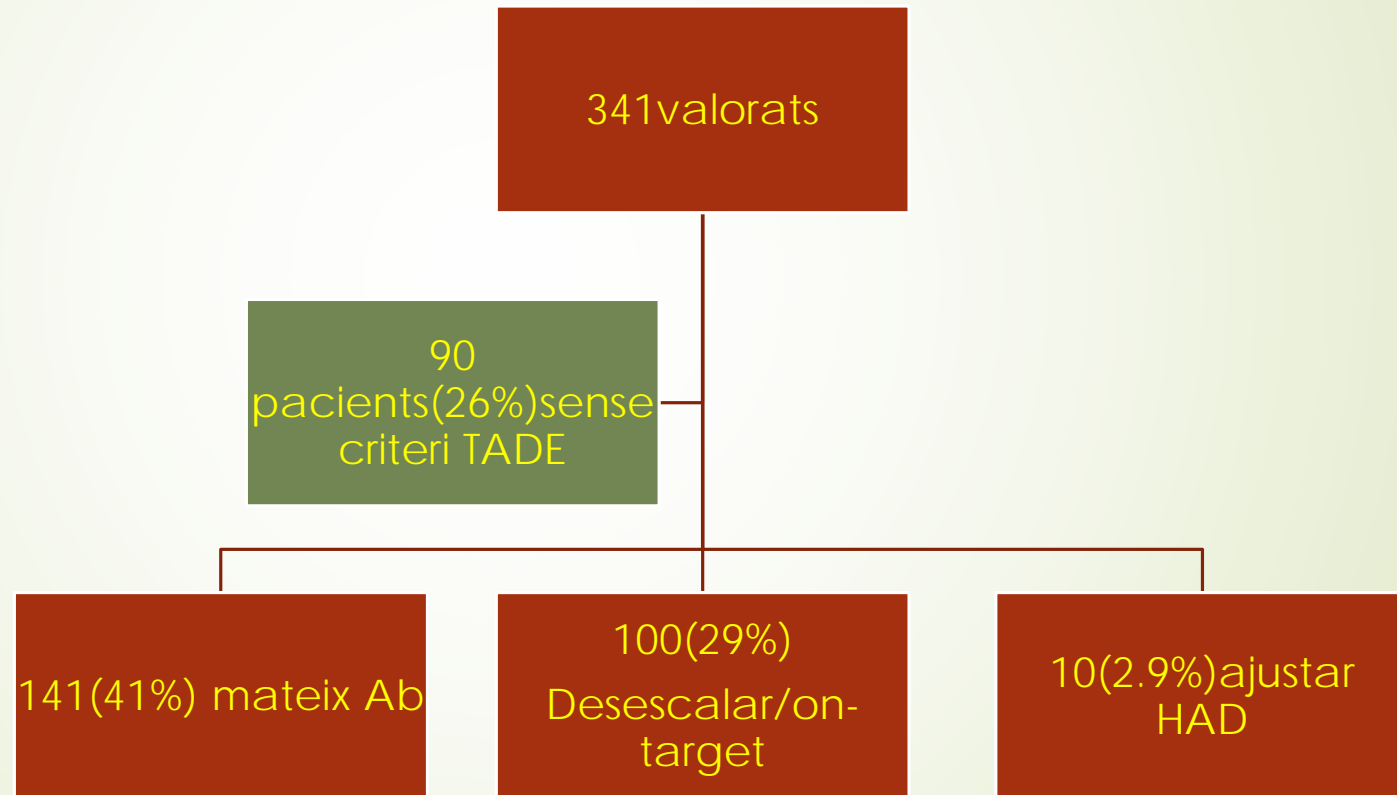 341valorats
90
pacients(26%)sense
criteri TADE
141(41%) mateix Ab
100(29%)
Desescalar/on-
target
10(2.9%)ajustar
HAD